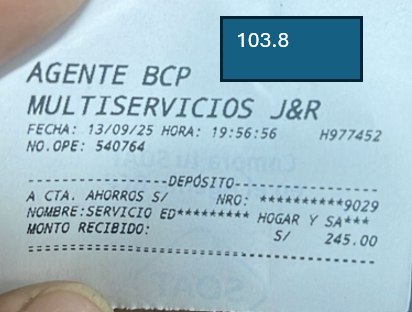 103.8
AGENTE BCP
MULTISERVICIOS J&R
FECHA: 13/09/25 HORA: 19:56:56 H977452
NO.OPE: 540764
--------------------DEPÓSITO--------------------
A CTA. AHORROS S/ NRO: **********9029
NOMBRE:SERVICIO ED********* HOGAR Y SA***
MONTO RECIBIDO: S/ 245.00
================================================